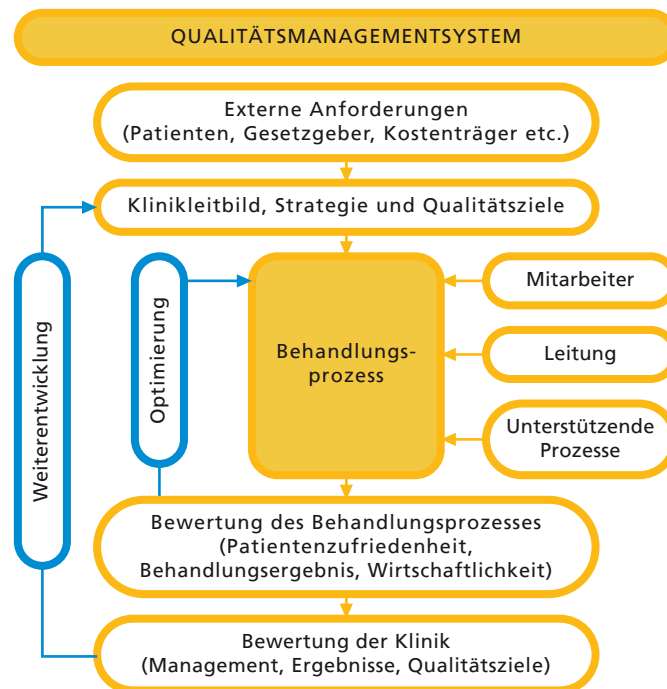 QUALITÄTSMANAGEMENTSYSTEM
Externe Anforderungen
(Patienten, Gesetzgeber, Kostenträger etc.)
Klinikleitbild, Strategie und Qualitätsziele
Weiterentwicklung
Optimierung
Behandlungs-
prozess
Mitarbeiter
Leitung
Unterstützende
Prozesse
Bewertung des Behandlungsprozesses
(Patientenzufriedenheit,
Behandlungsergebnis, Wirtschaftlichkeit)
Bewertung der Klinik
(Management, Ergebnisse, Qualitätsziele)